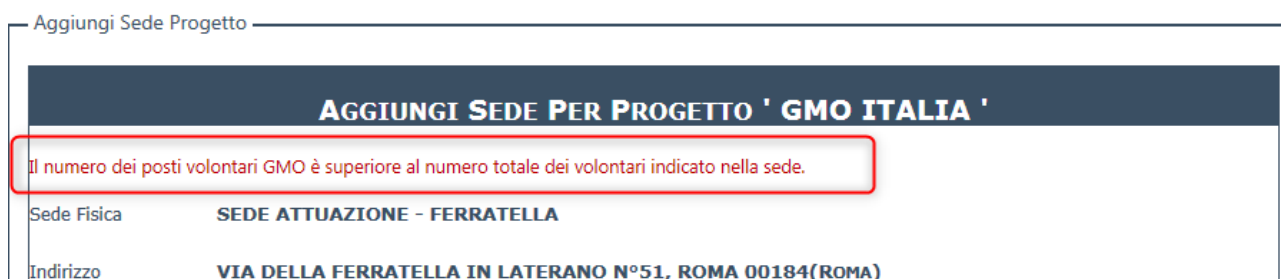 Aggiungi Sede Progetto
AGGIUNGI SEDE PER PROGETTO ' GMO ITALIA '
Il numero dei posti volontari GMO è superiore al numero totale dei volontari indicato nella sede.
Sede Fisica SEDE ATTUAZIONE - FERRATELLA
Indirizzo VIA DELLA FERRATELLA IN LATERANO N°51, ROMA 00184(ROMA)